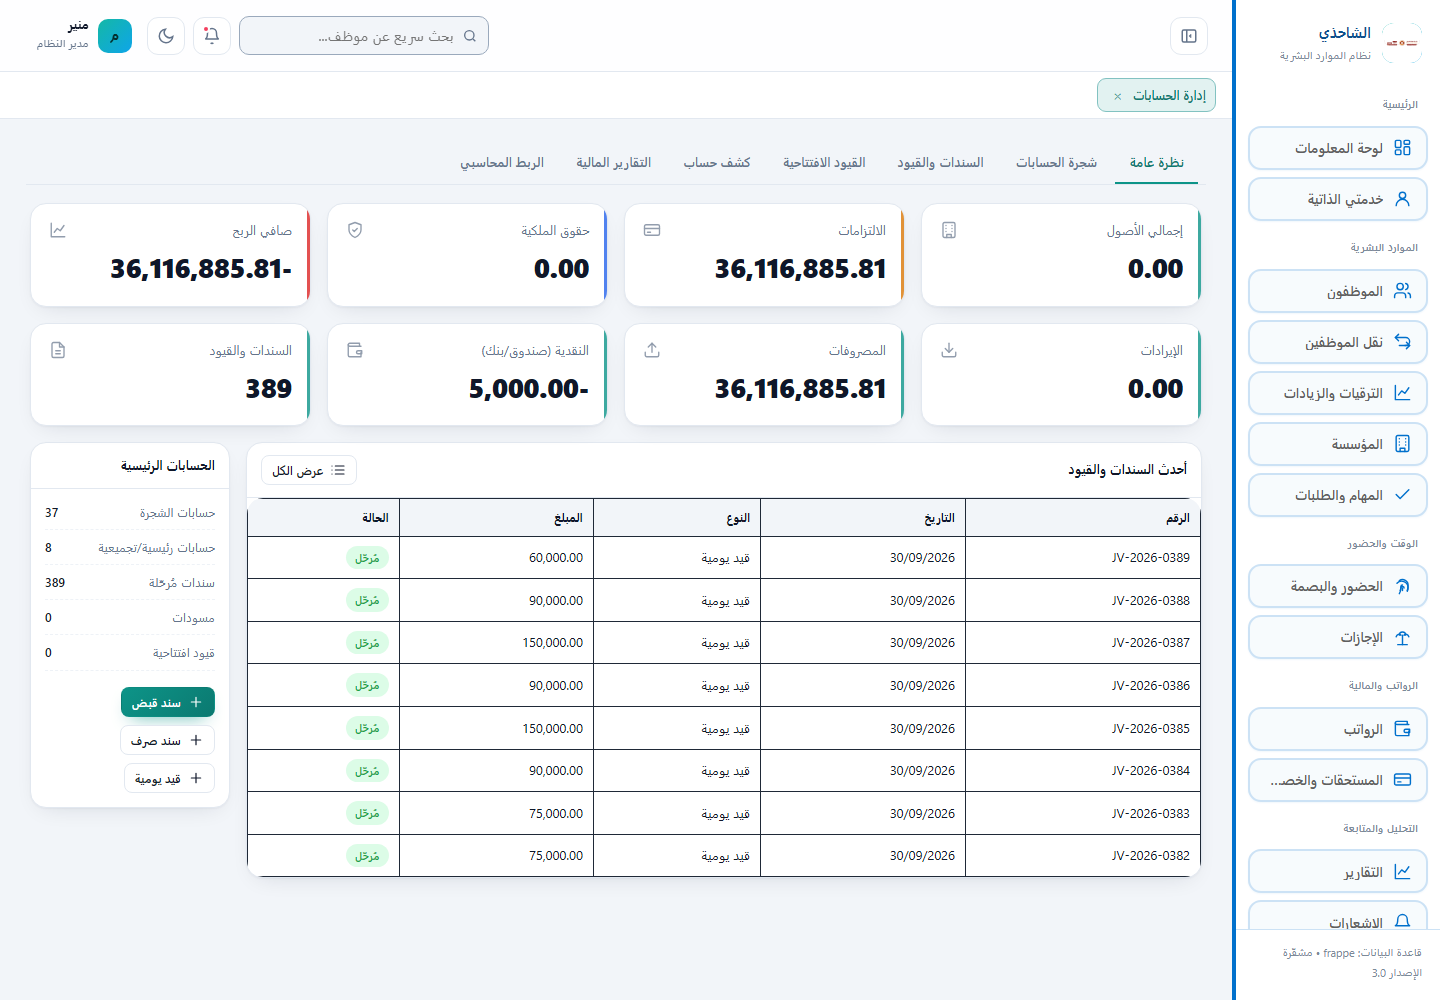 الشاحذي
نظام الموارد البشرية
الرئيسية
لوحة المعلومات
خدمتي الذاتية
الموارد البشرية
الموظفون
نقل الموظفين
الترقيات والزيادات
المؤسسة
المهام والطلبات
الوقت والحضور
الحضور والبصمة
الإجازات
الرواتب والمالية
الرواتب
المستحقات والخصـ...
التحليل والمتابعة
التقارير
الإشعارات
قاعدة البيانات: frappe • مشفّرة
الإصدار 3.0
بحث سريع عن موظف...
م
منير
مدير النظام
إدارة الحسابات ×
نظرة عامة
شجرة الحسابات
السندات والقيود
القيود الافتتاحية
كشف حساب
التقارير المالية
الربط المحاسبي
إجمالي الأصول
0.00
الالتزامات
36,116,885.81
حقوق الملكية
0.00
صافي الربح
36,116,885.81-
الإيرادات
0.00
المصروفات
36,116,885.81
النقدية (صندوق/بنك)
5,000.00-
السندات والقيود
389
أحدث السندات والقيود
عرض الكل
الرقم التاريخ النوع المبلغ الحالة
JV-2026-0389 30/09/2026 قيد يومية 60,000.00 مُرحّل
JV-2026-0388 30/09/2026 قيد يومية 90,000.00 مُرحّل
JV-2026-0387 30/09/2026 قيد يومية 150,000.00 مُرحّل
JV-2026-0386 30/09/2026 قيد يومية 90,000.00 مُرحّل
JV-2026-0385 30/09/2026 قيد يومية 150,000.00 مُرحّل
JV-2026-0384 30/09/2026 قيد يومية 90,000.00 مُرحّل
JV-2026-0383 30/09/2026 قيد يومية 75,000.00 مُرحّل
JV-2026-0382 30/09/2026 قيد يومية 75,000.00 مُرحّل
الحسابات الرئيسية
حسابات الشجرة 37
حسابات رئيسية/تجميعية 8
سندات مُرحّلة 389
مسودات 0
قيود افتتاحية 0
+ سند قبض
+ سند صرف
+ قيد يومية